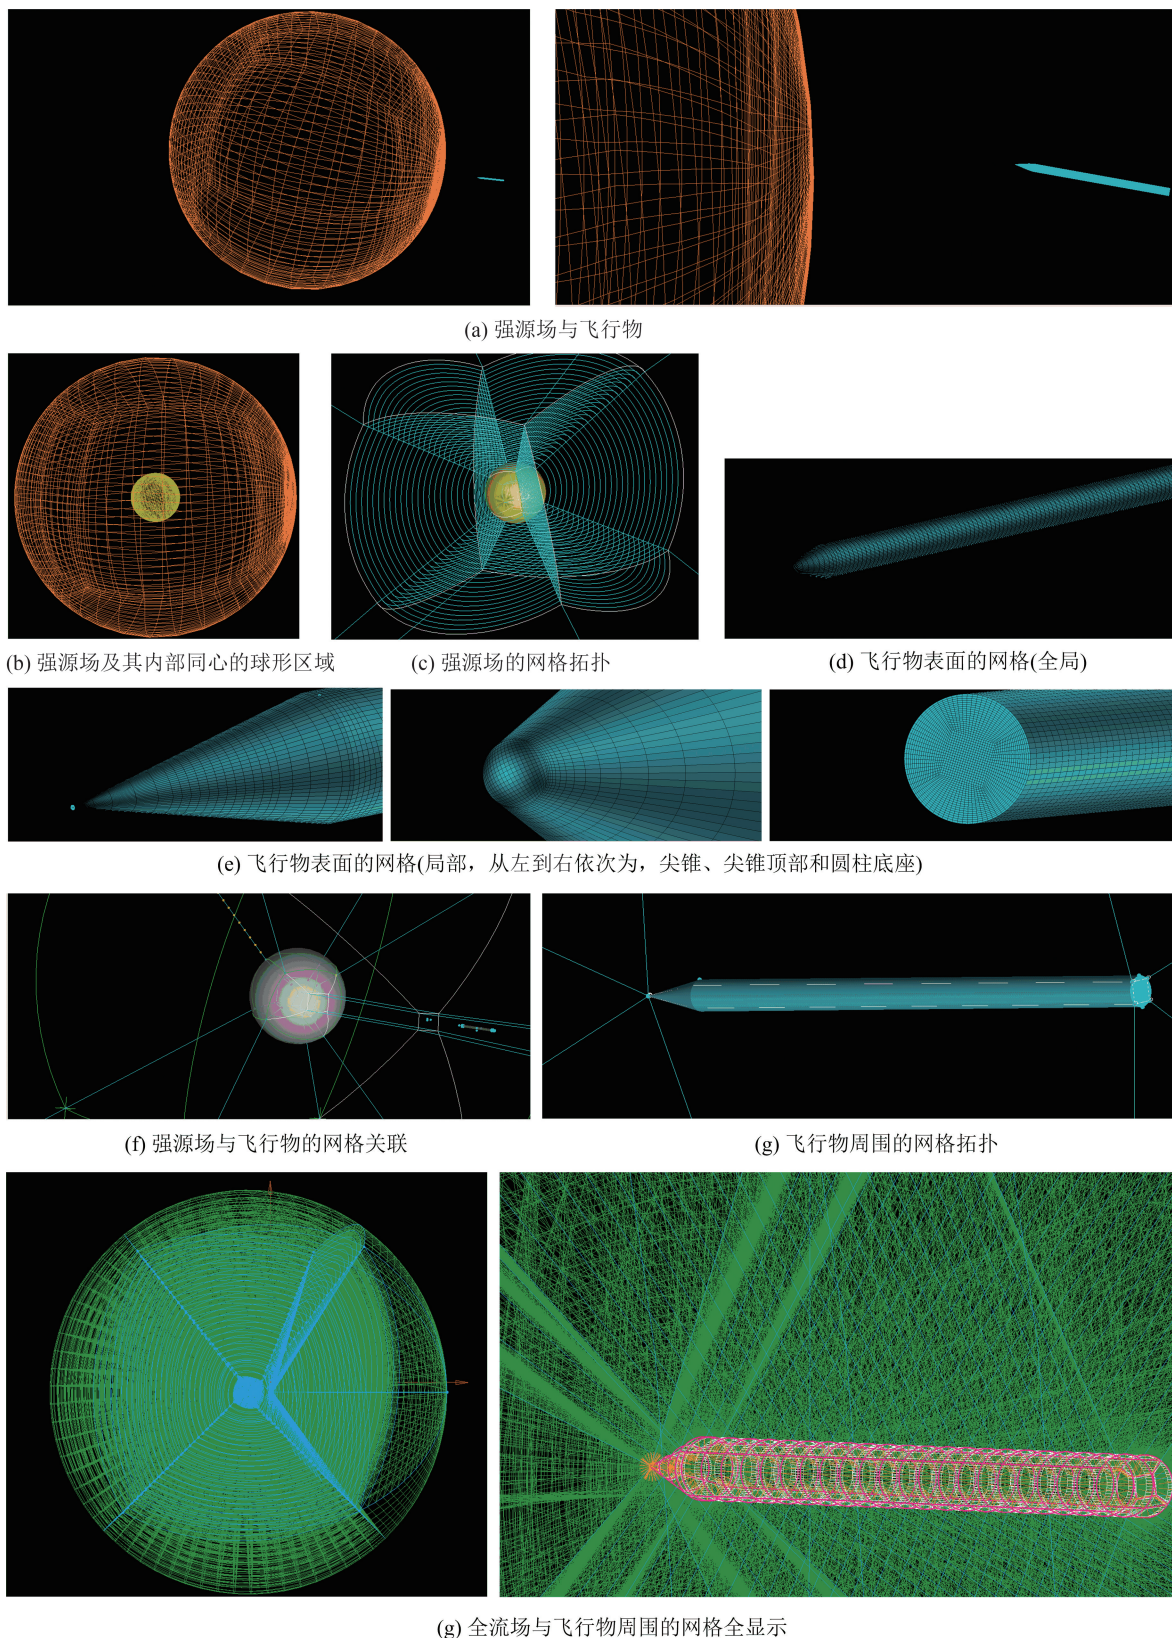 (a) 强源场与飞行物
(b) 强源场及其内部同心的球形区域
(c) 强源场的网格拓扑
(d) 飞行物表面的网格(全局)
(e) 飞行物表面的网格(局部，从左到右依次为，尖锥、尖锥顶部和圆柱底座)
(f) 强源场与飞行物的网格关联
(g) 飞行物周围的网格拓扑
(g) 全流场与飞行物周围的网格全显示